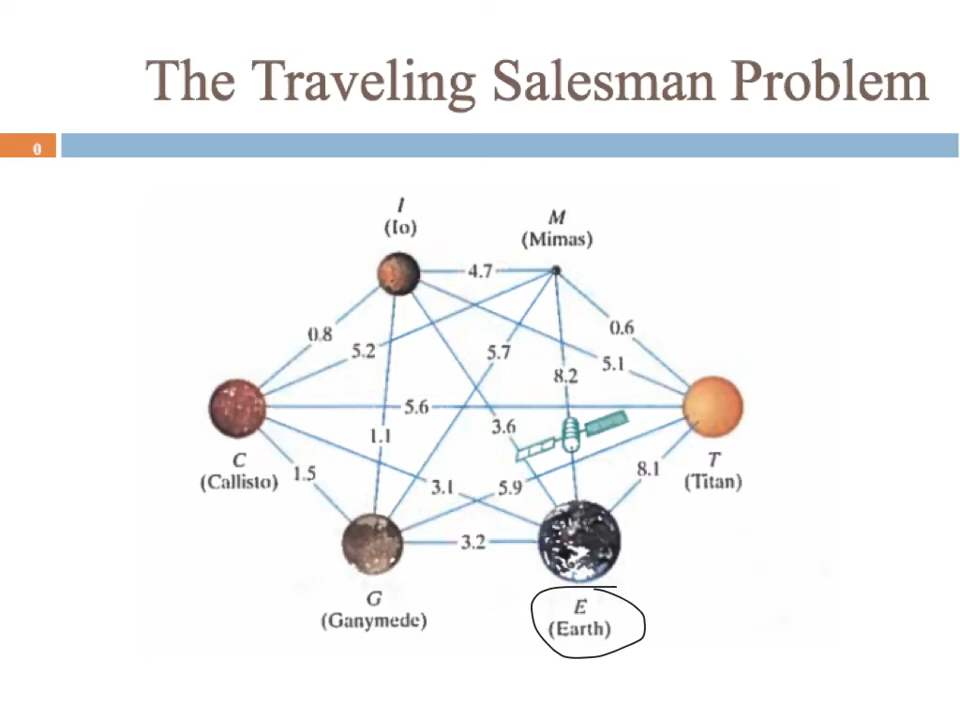 The Traveling Salesman Problem
0
I
(Io)
M
(Mimas)
4.7
0.8
0.6
5.2
5.7
5.1
8.2
5.6
3.6
1.1
C
(Callisto)
1.5
T
(Titan)
8.1
3.1
5.9
3.2
G
(Ganymede)
E
(Earth)